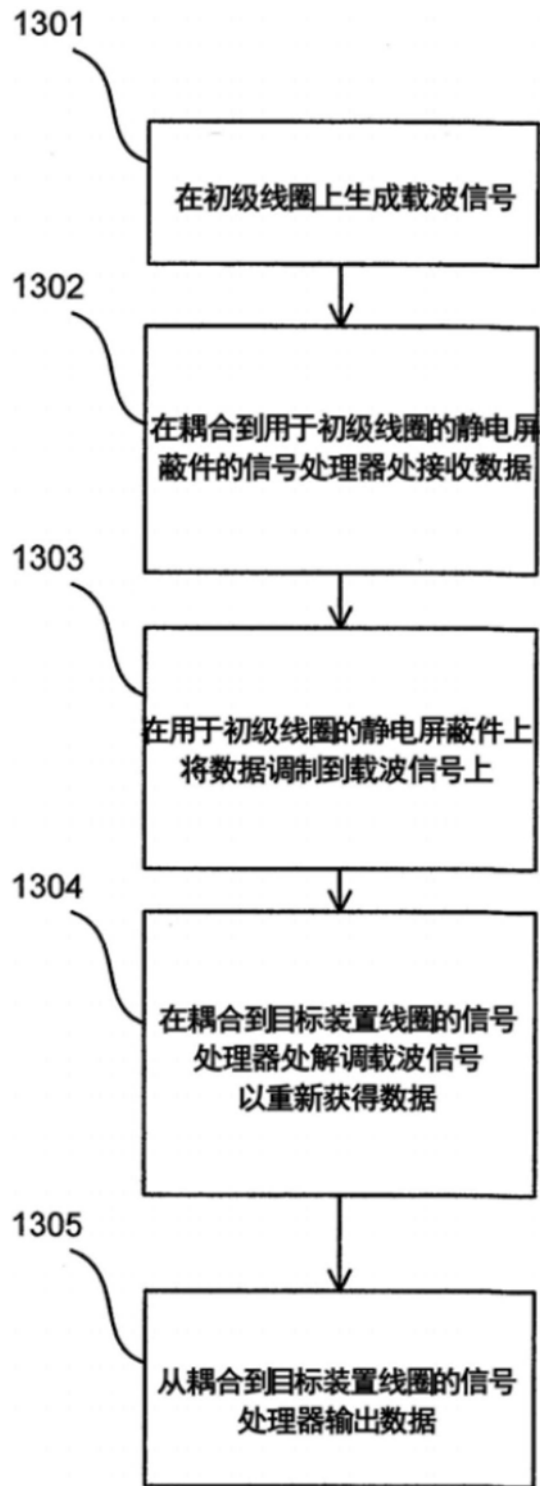 1301
在初级线圈上生成载波信号
1302
在耦合到用于初级线圈的静电屏
蔽件的信号处理器处接收数据
1303
在用于初级线圈的静电屏蔽件上
将数据调制到载波信号上
1304
在耦合到目标装置线圈的信号
处理器处解调载波信号
以重新获得数据
1305
从耦合到目标装置线圈的信号
处理器输出数据